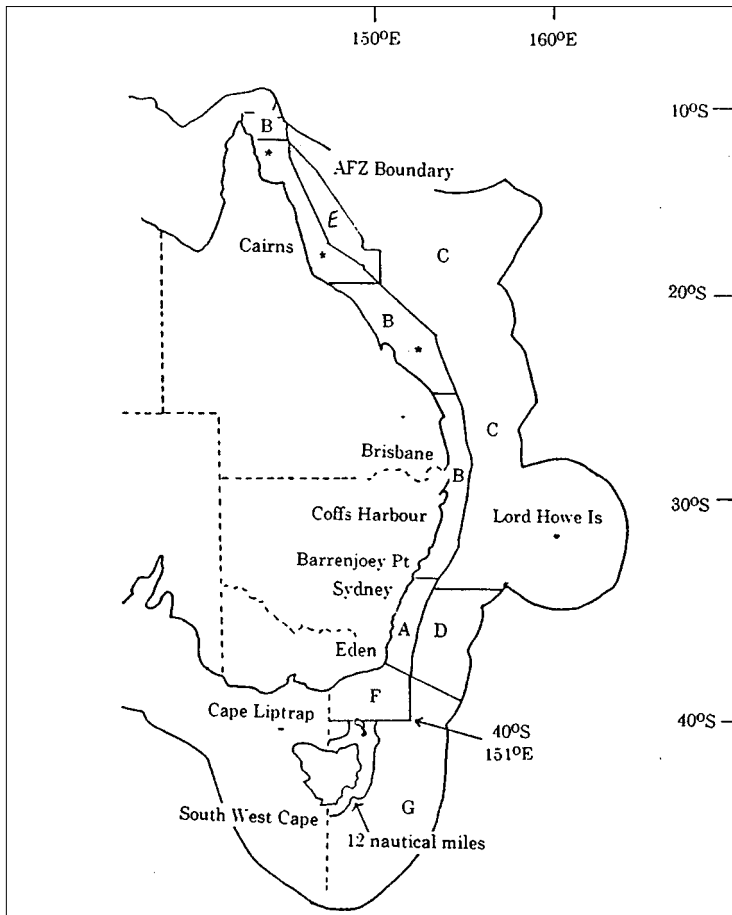 150ºE
160ºE
10ºS
B
*
AFZ Boundary
E
Cairns
*
C
20ºS
B
*
C
Brisbane
B
Coffs Harbour
Lord Howe Is
30ºS
Barrenjoey Pt
Sydney
A
D
Eden
F
Cape Liptrap
40ºS
151ºE
40ºS
South West Cape
G
12 nautical miles